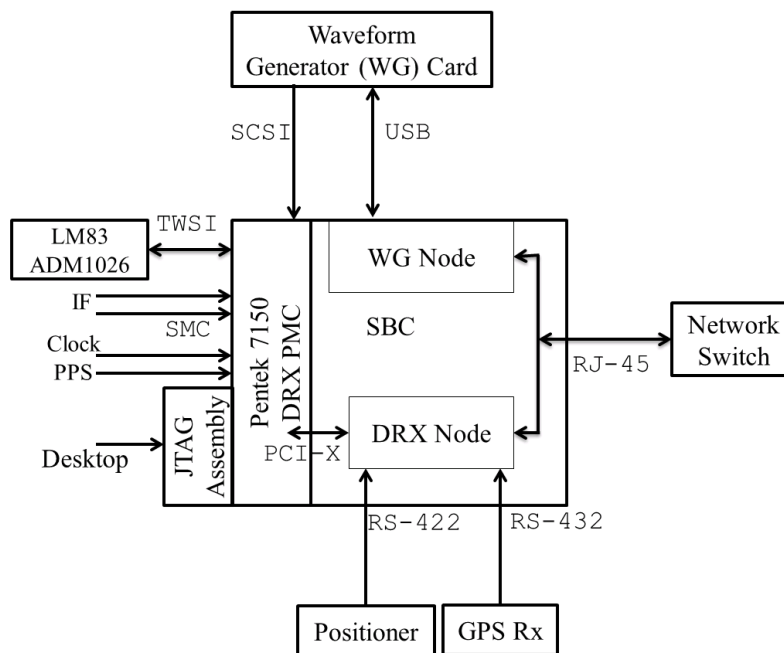 Waveform
Generator (WG) Card
SCSI
USB
TWSI
LM83
ADM1026
WG Node
IF
SMC
SBC
Network
Switch
RJ-45
Clock
PPS
Pentek 7150
DRX PMC
JTAG
Assembly
Desktop
PCI-X
DRX Node
RS-422
RS-432
Positioner
GPS Rx